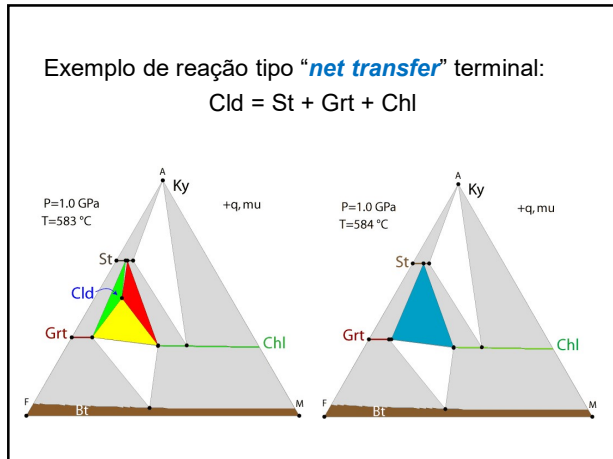 Exemplo de reação tipo “net transfer” terminal:
Cld = St + Grt + Chl
A
Ky
P=1.0 GPa
T=583 °C
+q, mu
St
Cld
Grt
Chl
F
Bt
M
A
Ky
P=1.0 GPa
T=584 °C
+q, mu
St
Grt
Chl
F
Bt
M